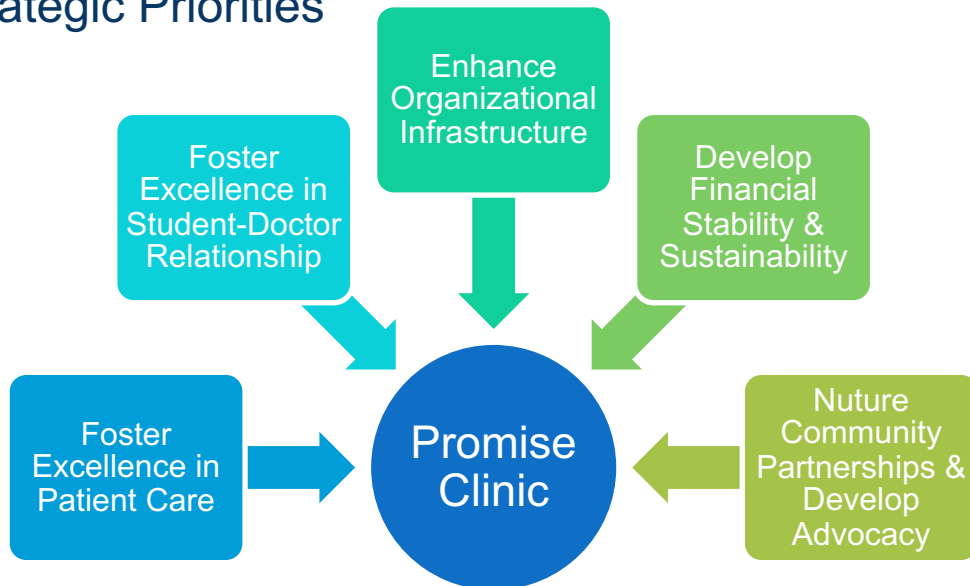 ategic Priorities
Enhance
Organizational
Infrastructure
Foster
Excellence in
Student-Doctor
Relationship
Develop
Financial
Stability &
Sustainability
Foster
Excellence in
Patient Care
Promise
Clinic
Nuture
Community
Partnerships &
Develop
Advocacy